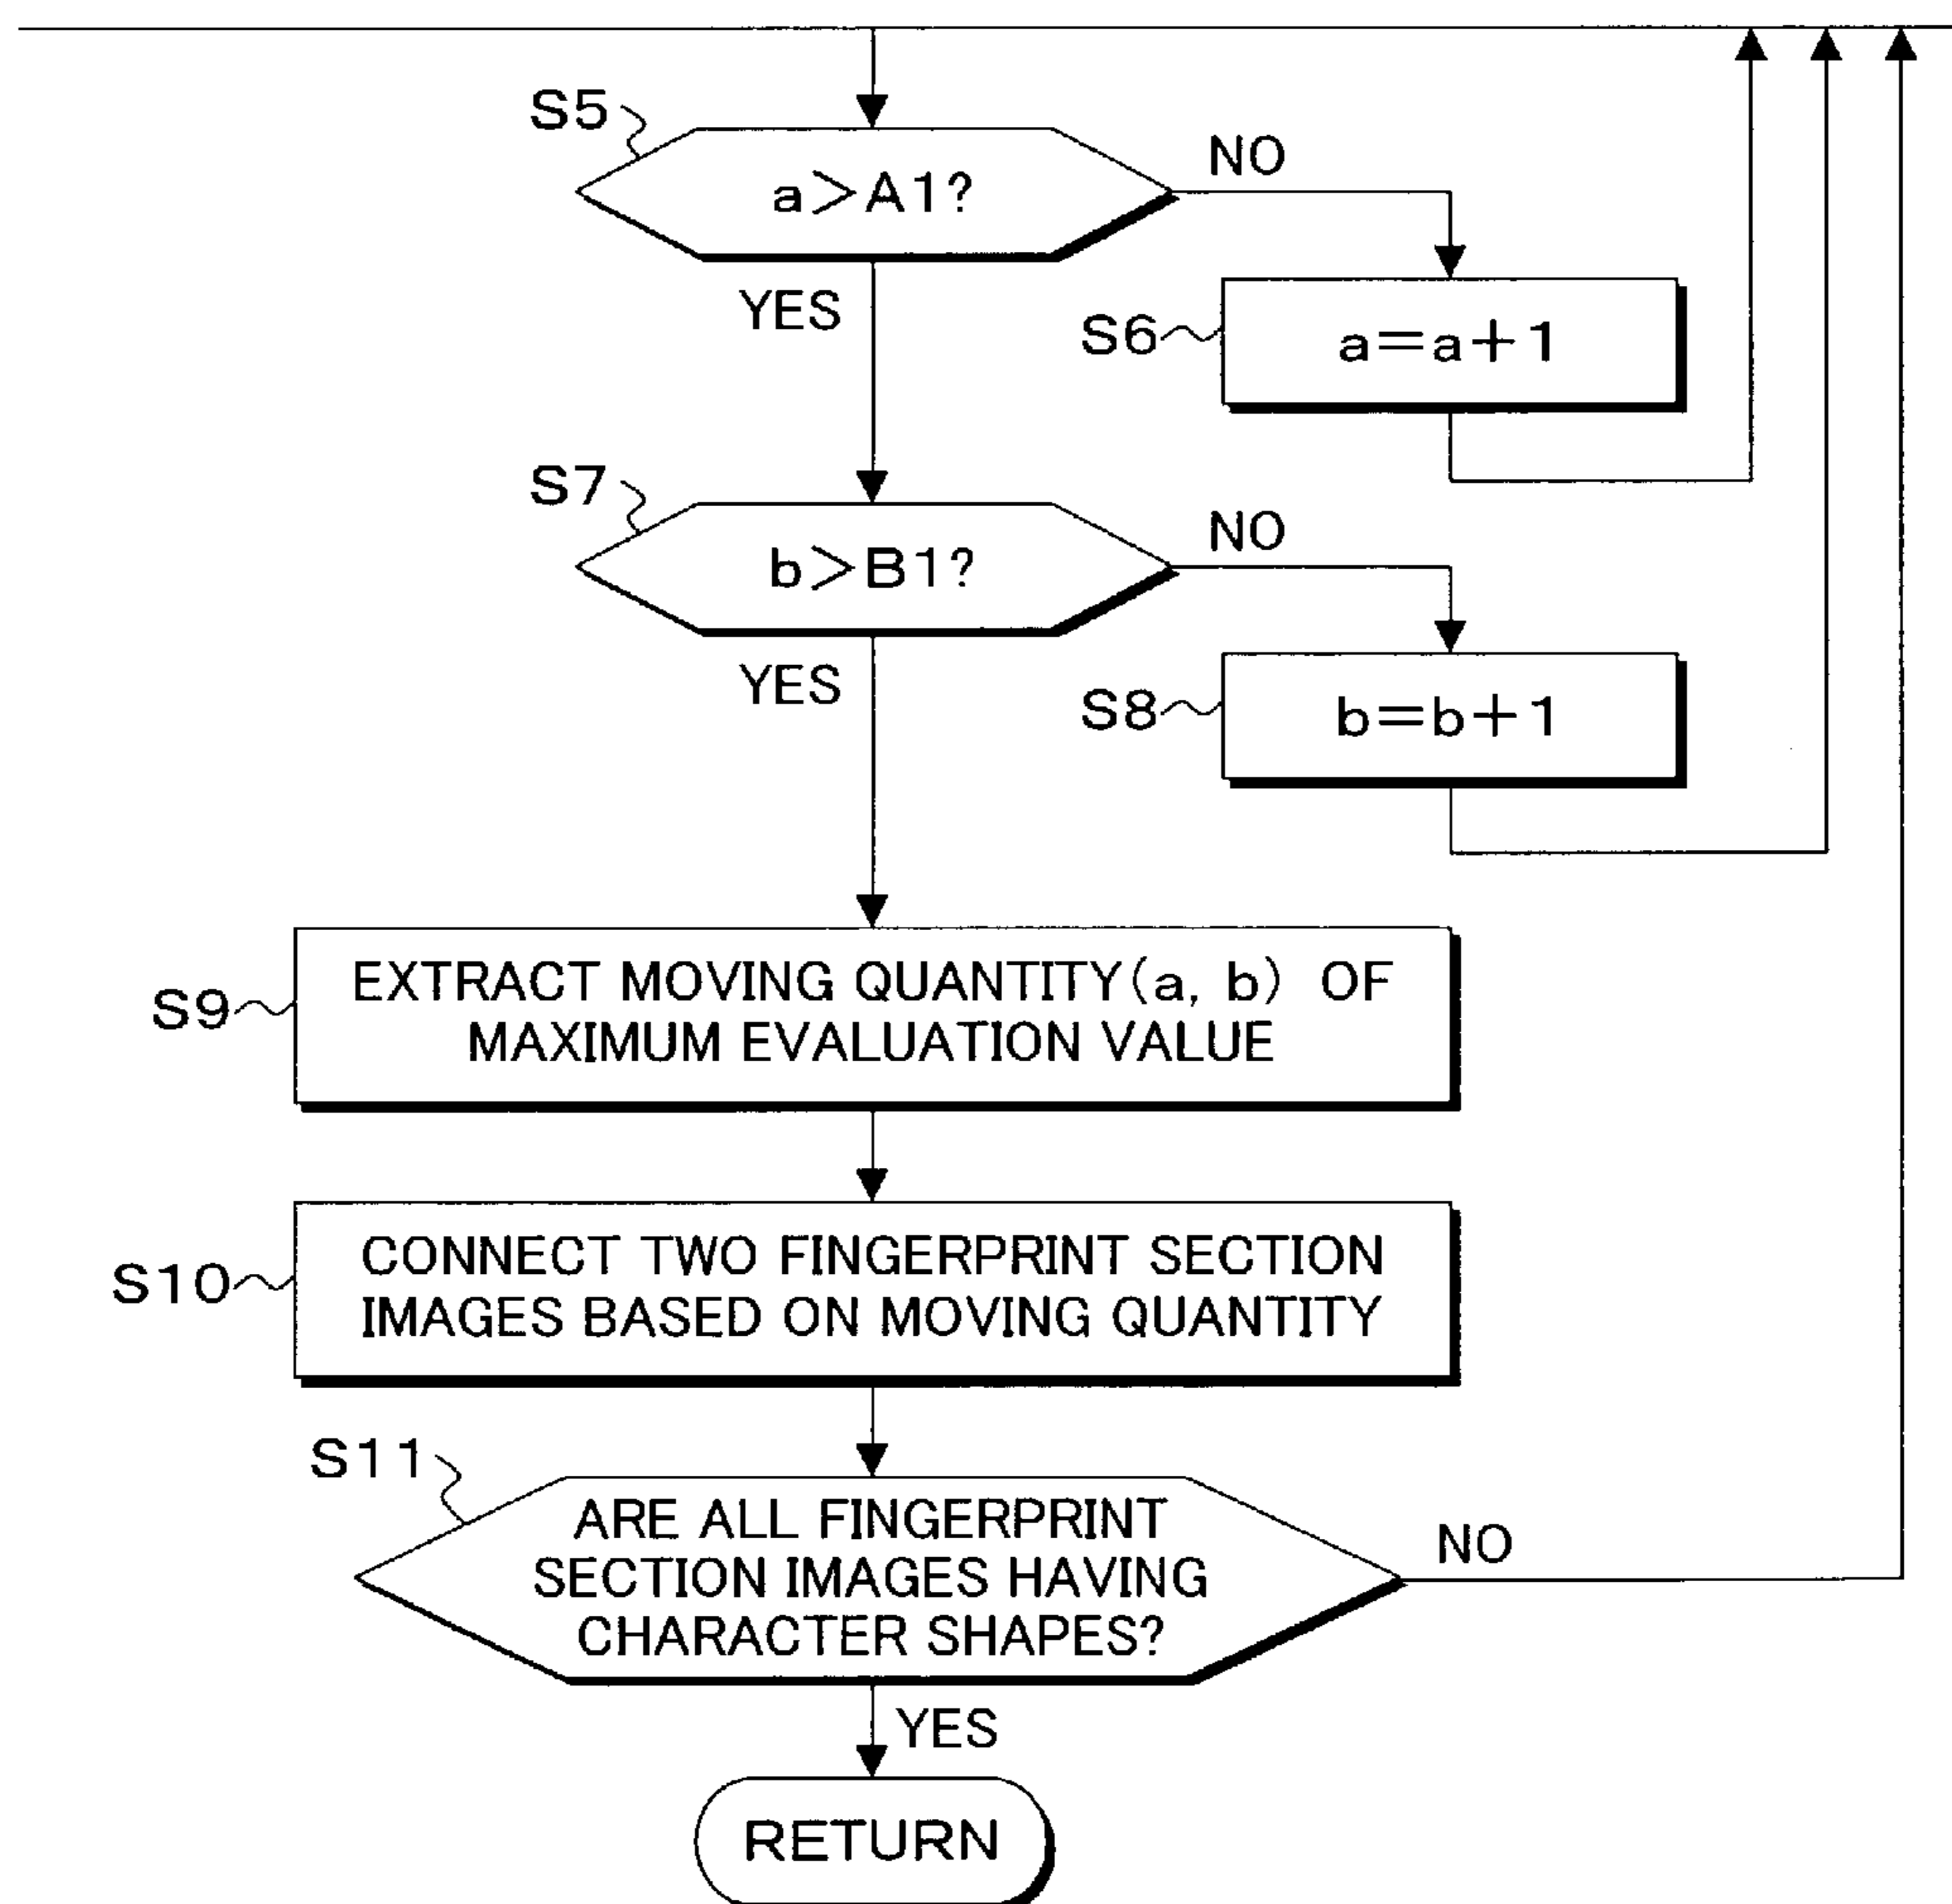 S5
a>A1?
NO
YES
S6
a=a+1
S7
b>B1?
NO
YES
S8
b=b+1
S9
EXTRACT MOVING QUANTITY(a, b) OF
MAXIMUM EVALUATION VALUE
S10
CONNECT TWO FINGERPRINT SECTION
IMAGES BASED ON MOVING QUANTITY
S11
ARE ALL FINGERPRINT
SECTION IMAGES HAVING
CHARACTER SHAPES?
NO
YES
RETURN